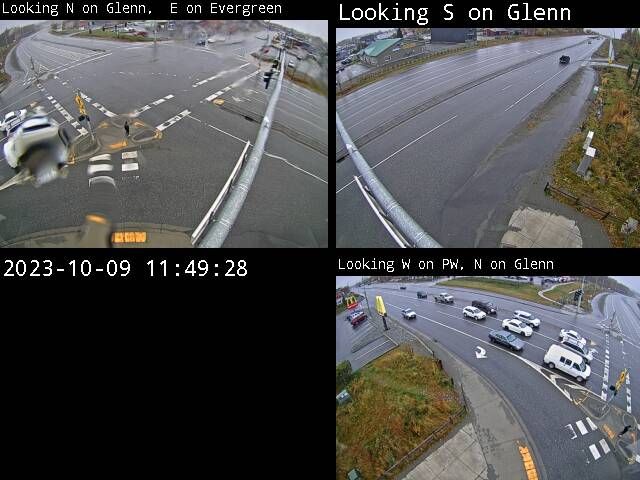 Looking N on Glenn, E on Evergreen
Looking S on Glenn
2023-10-09 11:49:28
Looking W on PW, N on Glenn